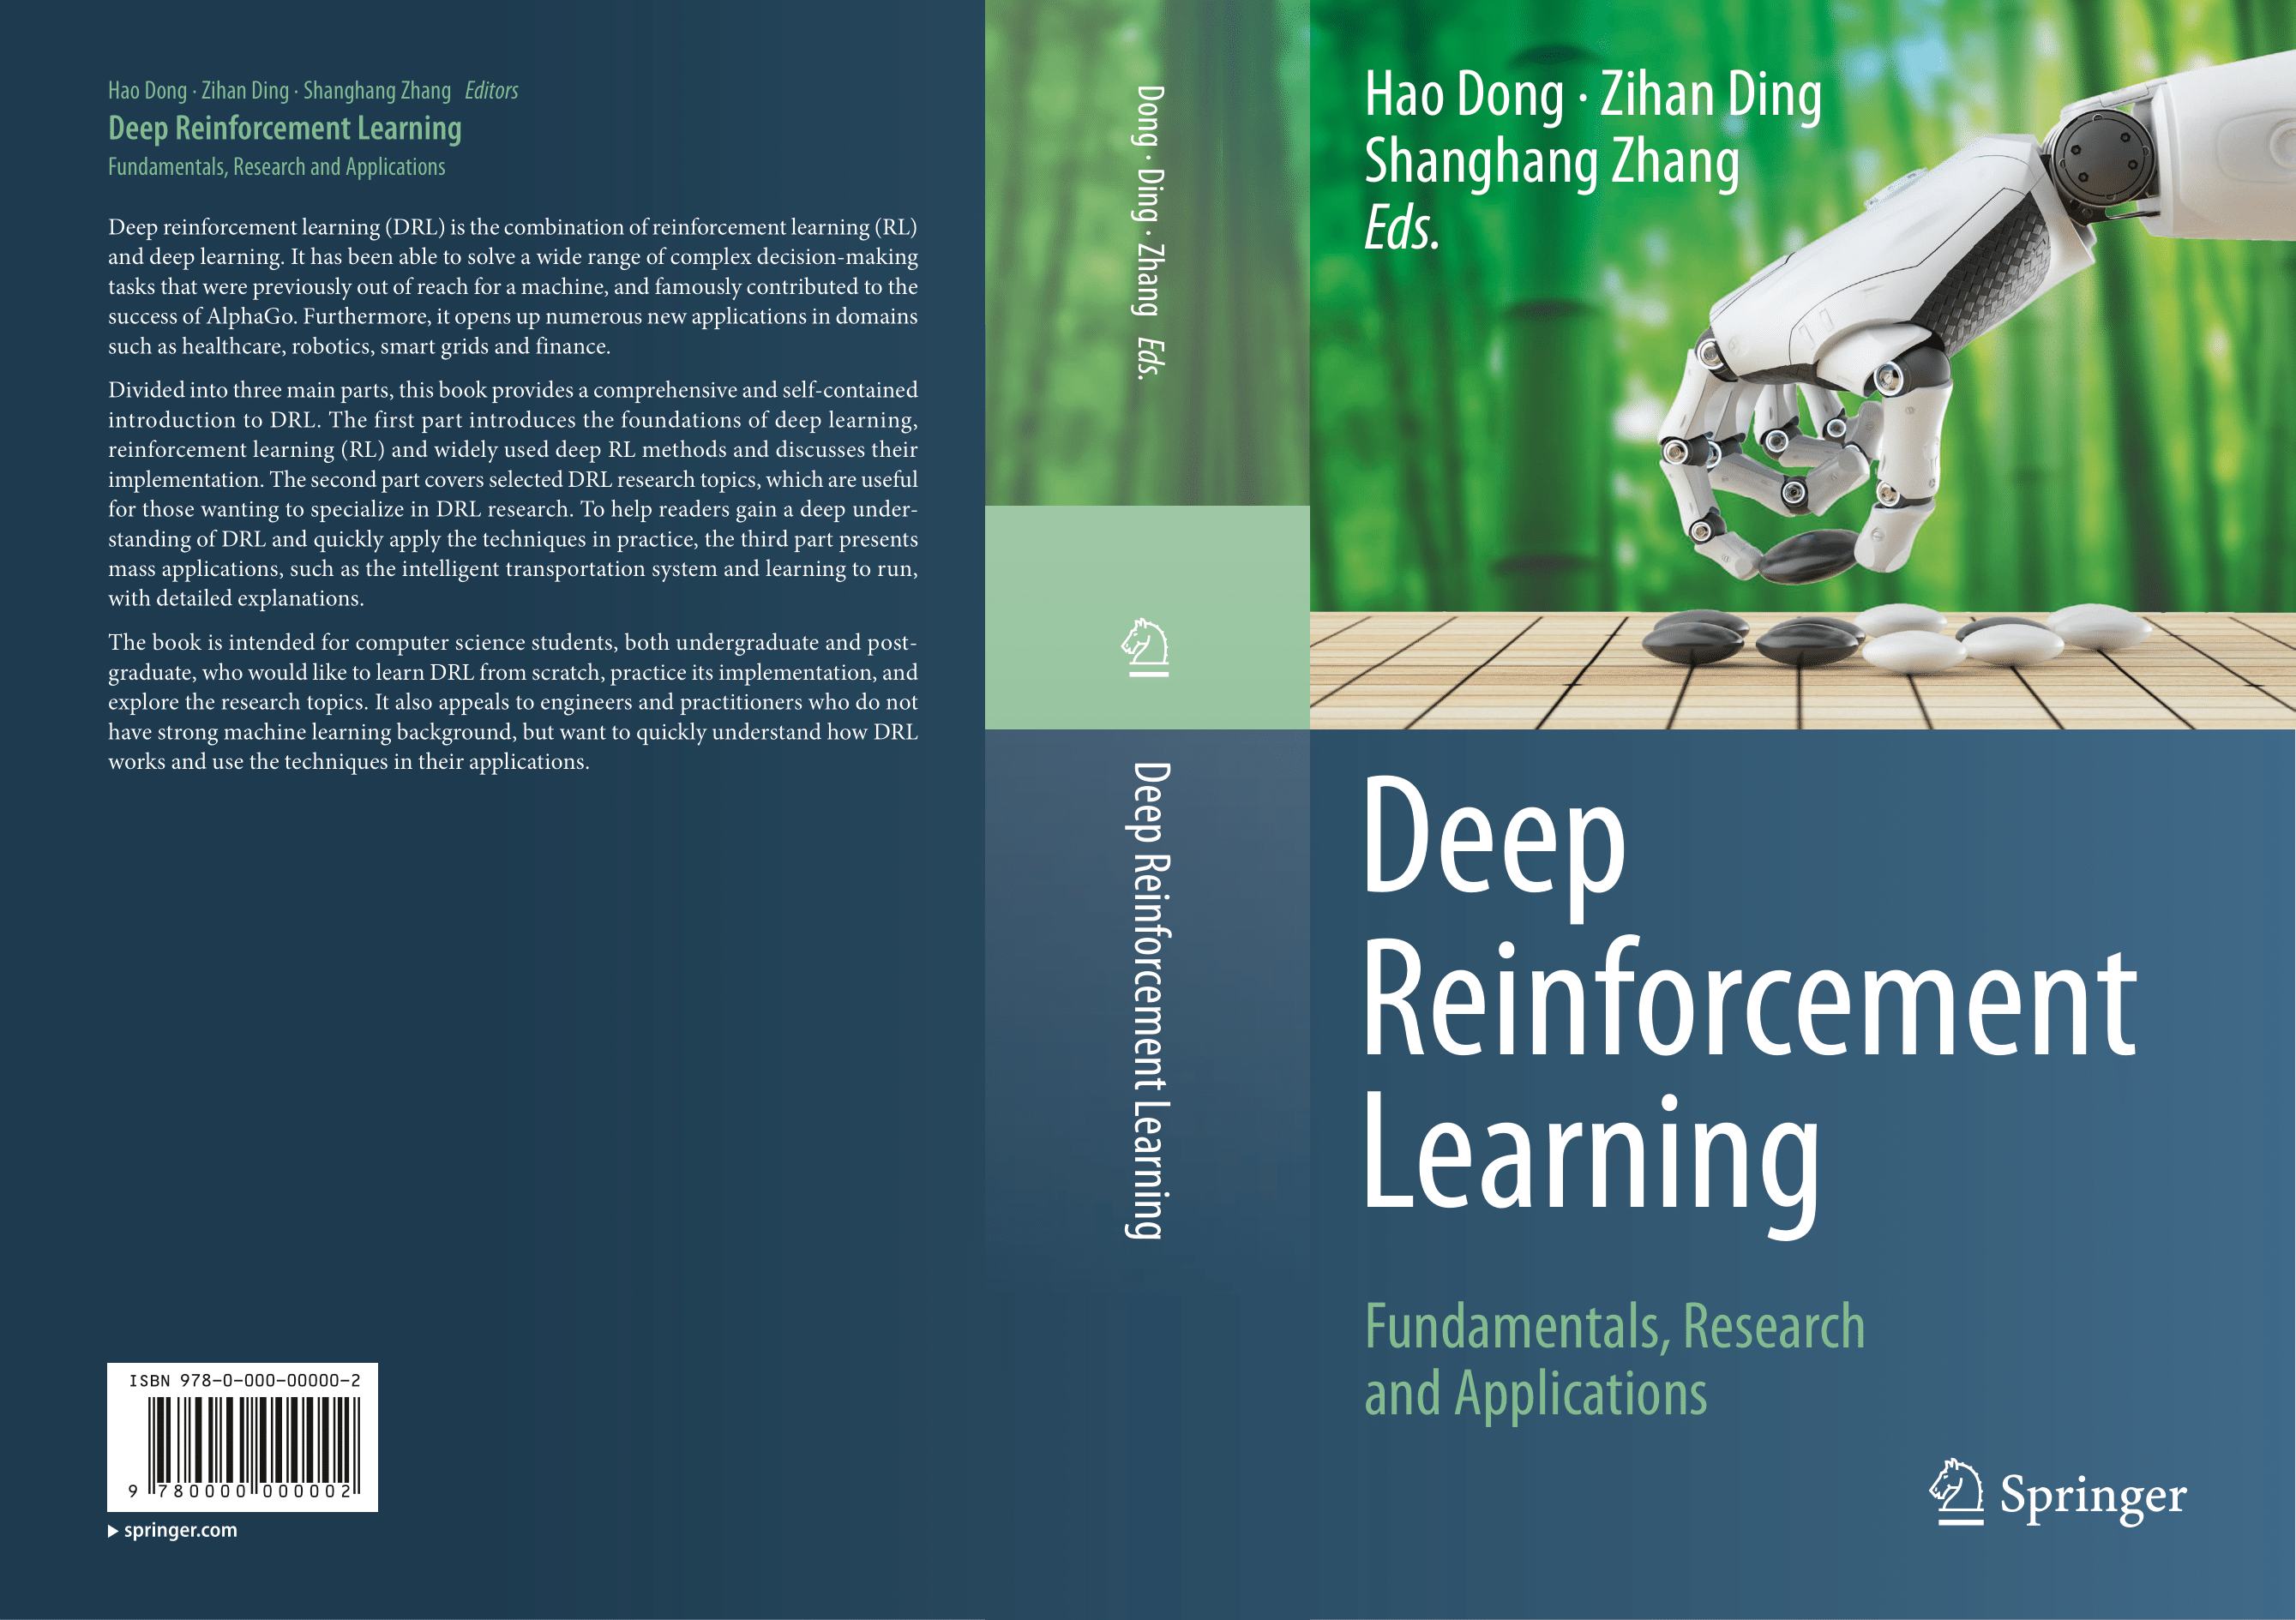 Hao Dong · Zihan Ding · Shanghang Zhang Editors
Deep Reinforcement Learning
Fundamentals, Research and Applications
Deep reinforcement learning (DRL) is the combination of reinforcement learning (RL)
and deep learning. It has been able to solve a wide range of complex decision-making
tasks that were previously out of reach for a machine, and famously contributed to the
success of AlphaGo. Furthermore, it opens up numerous new applications in domains
such as healthcare, robotics, smart grids and finance.
Divided into three main parts, this book provides a comprehensive and self-contained
introduction to DRL. The first part introduces the foundations of deep learning,
reinforcement learning (RL) and widely used deep RL methods and discusses their
implementation. The second part covers selected DRL research topics, which are useful
for those wanting to specialize in DRL research. To help readers gain a deep under-
standing of DRL and quickly apply the techniques in practice, the third part presents
mass applications, such as the intelligent transportation system and learning to run,
with detailed explanations.
The book is intended for computer science students, both undergraduate and post-
graduate, who would like to learn DRL from scratch, practice its implementation, and
explore the research topics. It also appeals to engineers and practitioners who do not
have strong machine learning background, but want to quickly understand how DRL
works and use the techniques in their applications.
ISBN 978-0-000-00000-2
9 780000 000002
springer.com
Dong · Ding · Zhang Eds.
Deep Reinforcement Learning
Hao Dong · Zihan Ding
Shanghang Zhang
Eds.
Deep
Reinforcement
Learning
Fundamentals, Research
and Applications
Springer